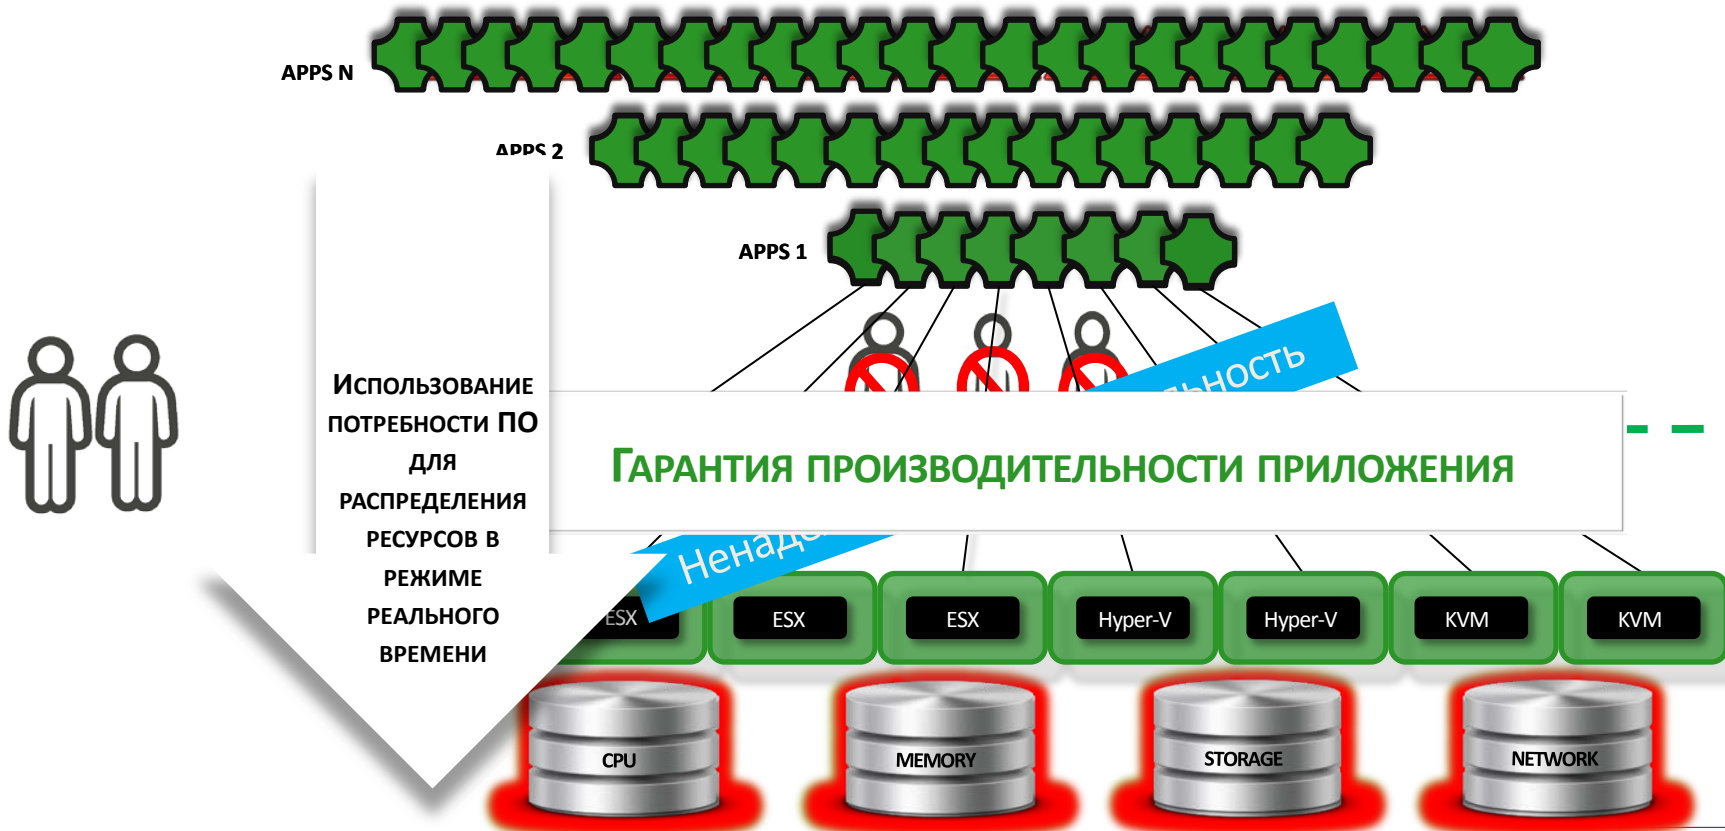 APPS N
APPS 2
APPS 1
ИСПОЛЬЗОВАНИЕ
ПОТРЕБНОСТИ ПО
ДЛЯ
РАСПРЕДЕЛЕНИЯ
РЕСУРСОВ В
РЕЖИМЕ
РЕАЛЬНОГО
ВРЕМЕНИ
ГАРАНТИЯ ПРОИЗВОДИТЕЛЬНОСТИ ПРИЛОЖЕНИЯ
ESX
ESX
ESX
Hyper-V
Hyper-V
KVM
KVM
CPU
MEMORY
STORAGE
NETWORK